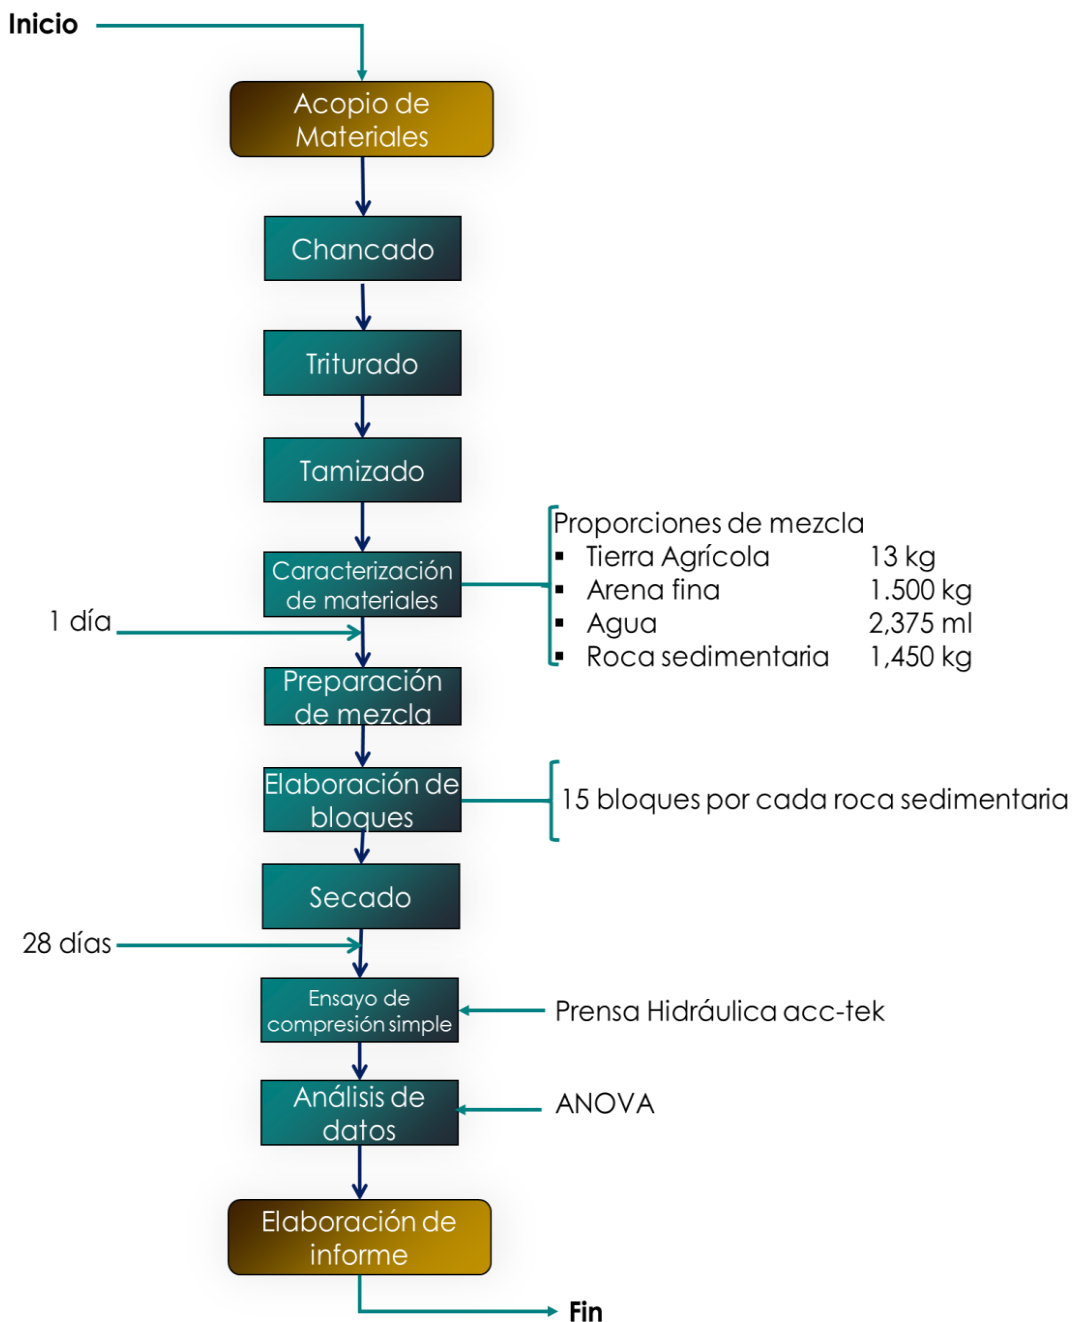 Inicio
Acopio de
Materiales
Chancado
Triturado
Tamizado
Caracterización
de materiales
Proporciones de mezcla
▪ Tierra Agrícola 13 kg
▪ Arena fina 1.500 kg
▪ Agua 2,375 ml
▪ Roca sedimentaria 1,450 kg
1 día
Preparación
de mezcla
Elaboración de
bloques
15 bloques por cada roca sedimentaria
Secado
28 días
Ensayo de
compresión simple
Prensa Hidráulica acc-tek
Análisis de
datos
ANOVA
Elaboración de
informe
Fin